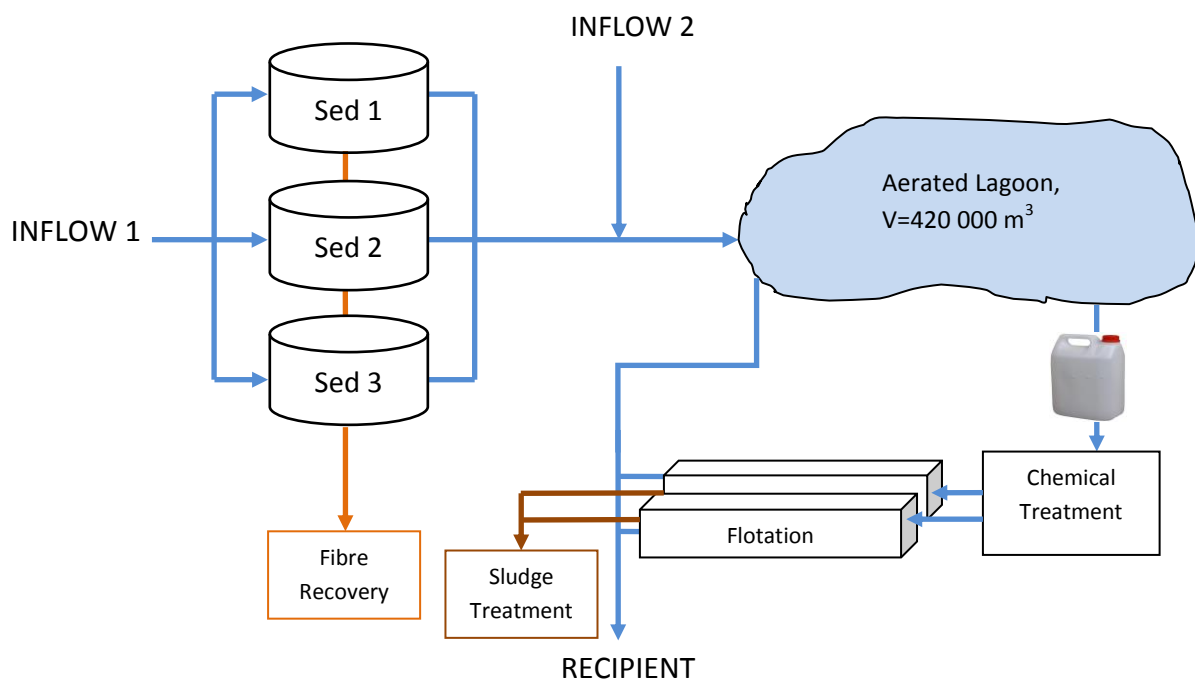 INFLOW 2
Sed 1
Aerated Lagoon,
V=420 000 m³
Sed 2
INFLOW 1
Sed 3
Chemical
Treatment
Flotation
Fibre
Recovery
Sludge
Treatment
RECIPIENT